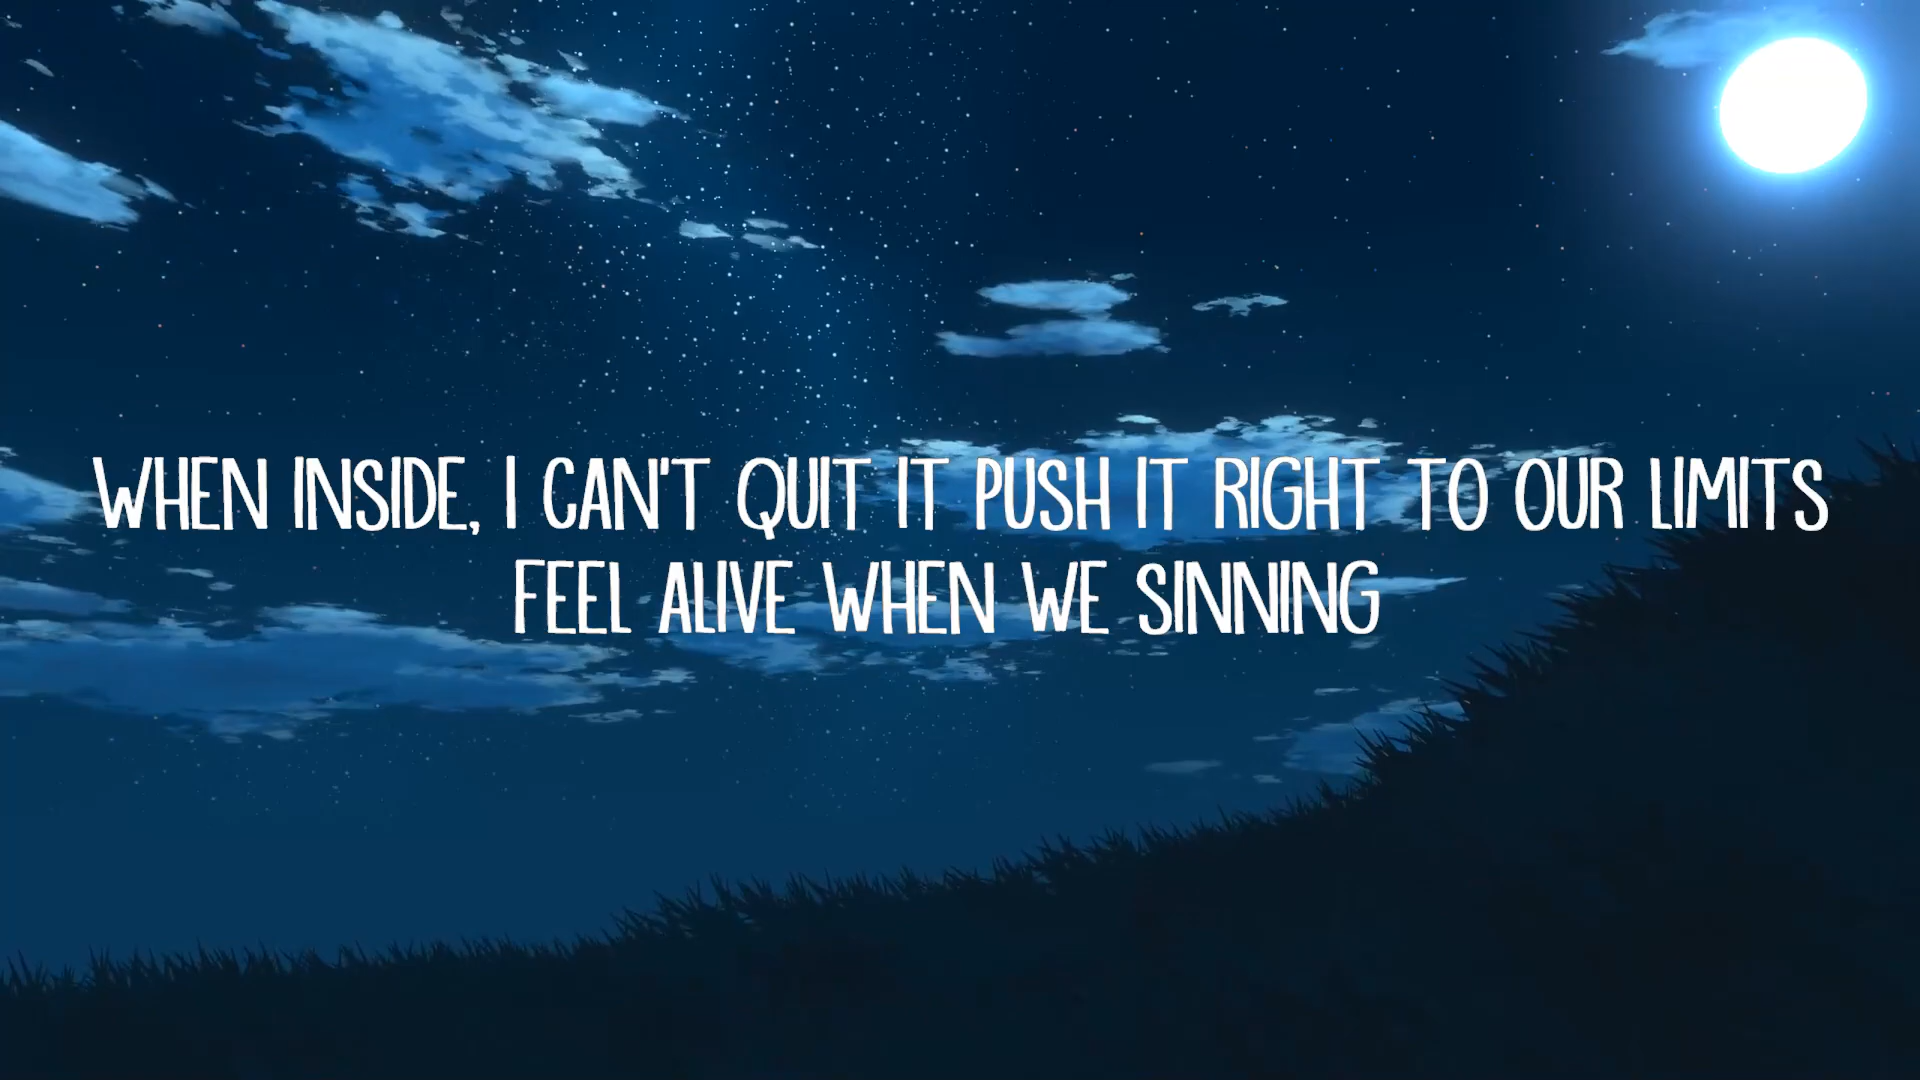 WHEN INSIDE, I CAN'T QUIT IT PUSH IT RIGHT TO OUR LIMITS
FEEL ALIVE WHEN WE SINNING